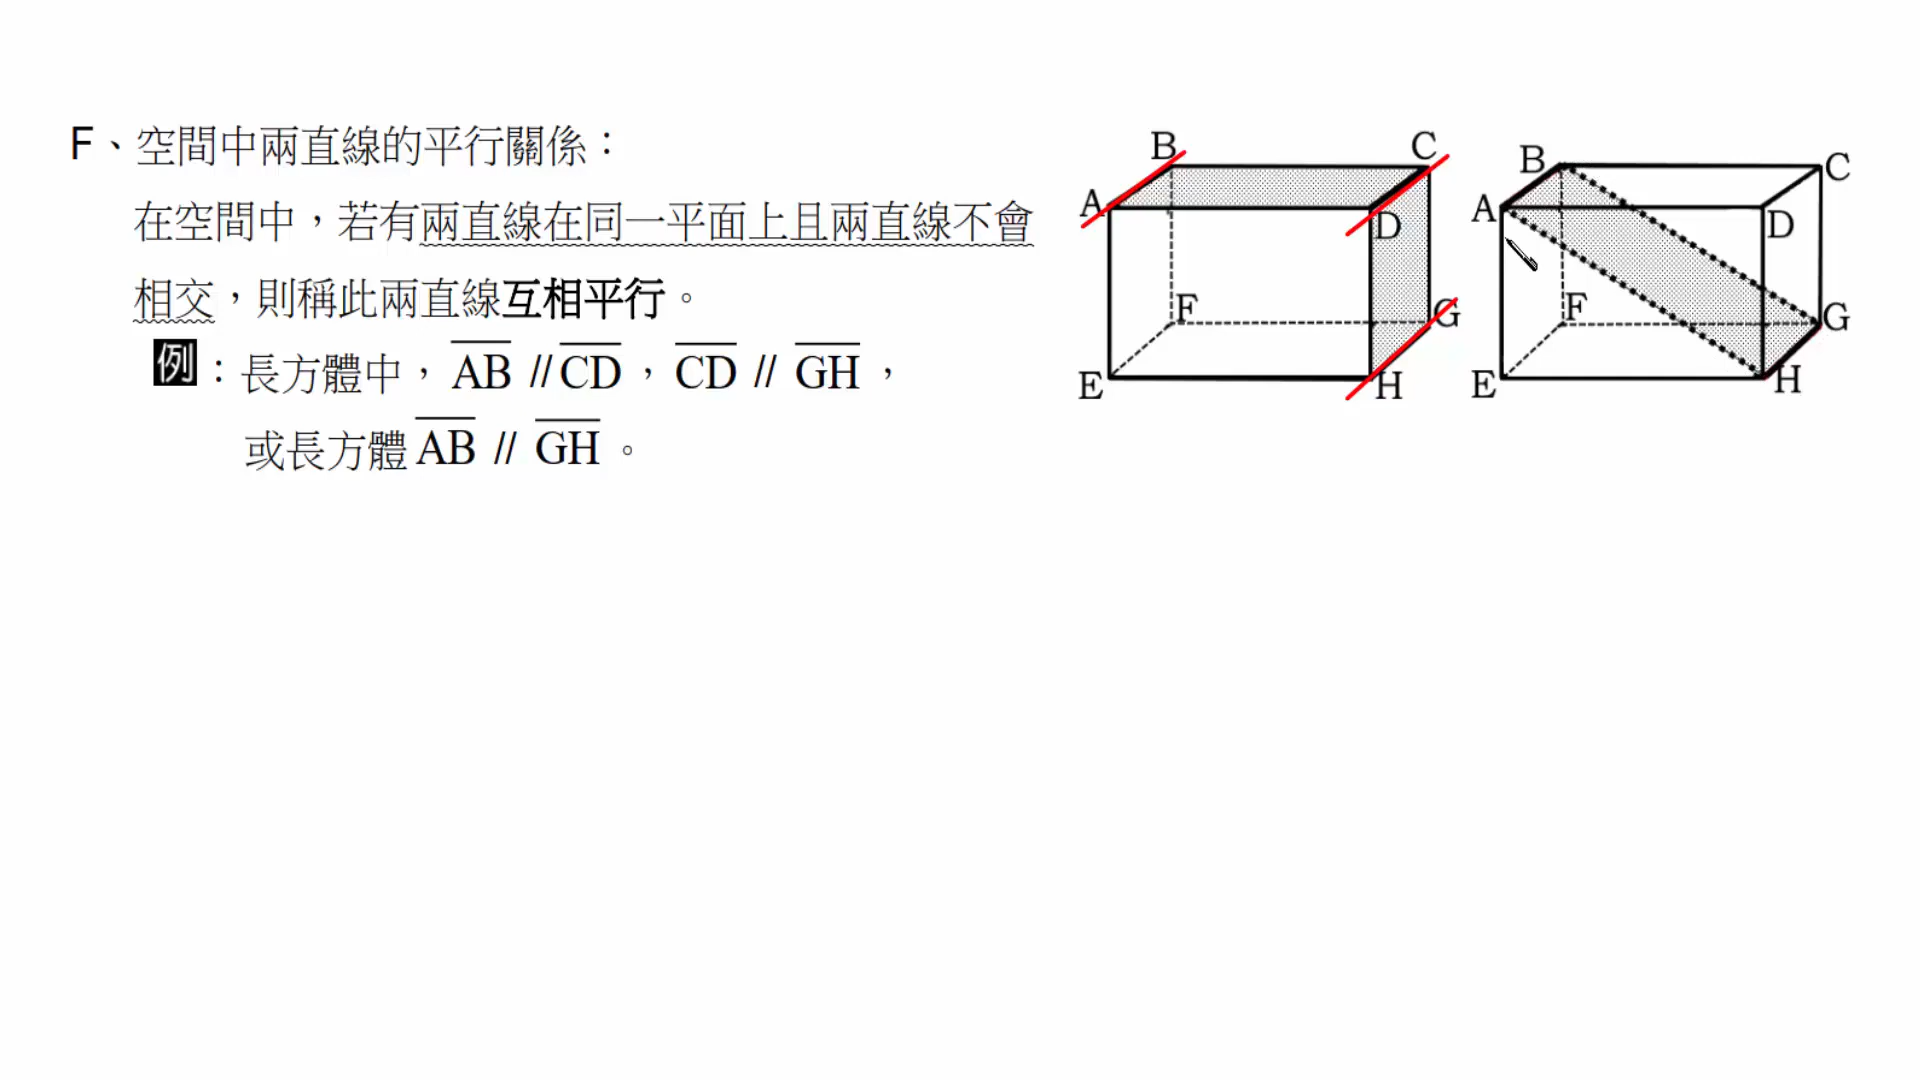 F、空間中兩直線的平行關係：
在空間中，若有兩直線在同一平面上且兩直線不會
相交，則稱此兩直線互相平行。
例：長方體中，AB // CD，CD // GH，
或長方體 AB // GH。
B C
A D
F G
E H
B C
A D
F G
E H